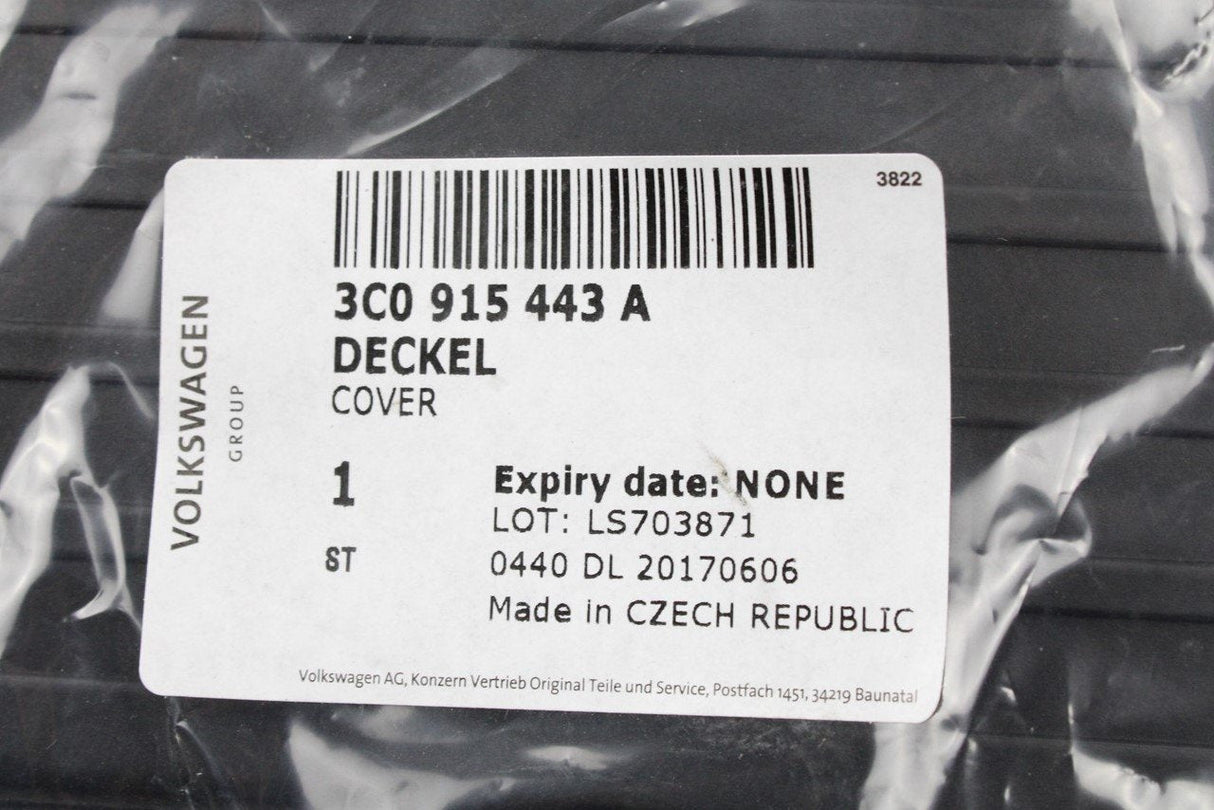 3822
3C0 915 443 A
DECKEL
COVER
VOLKSWAGEN
GROUP
1
ST
Expiry date: NONE
LOT: LS703871
0440 DL 20170606
Made in CZECH REPUBLIC
Volkswagen AG, Konzern Vertrieb Original Teile und Service, Postfach 1451, 34219 Baunatal